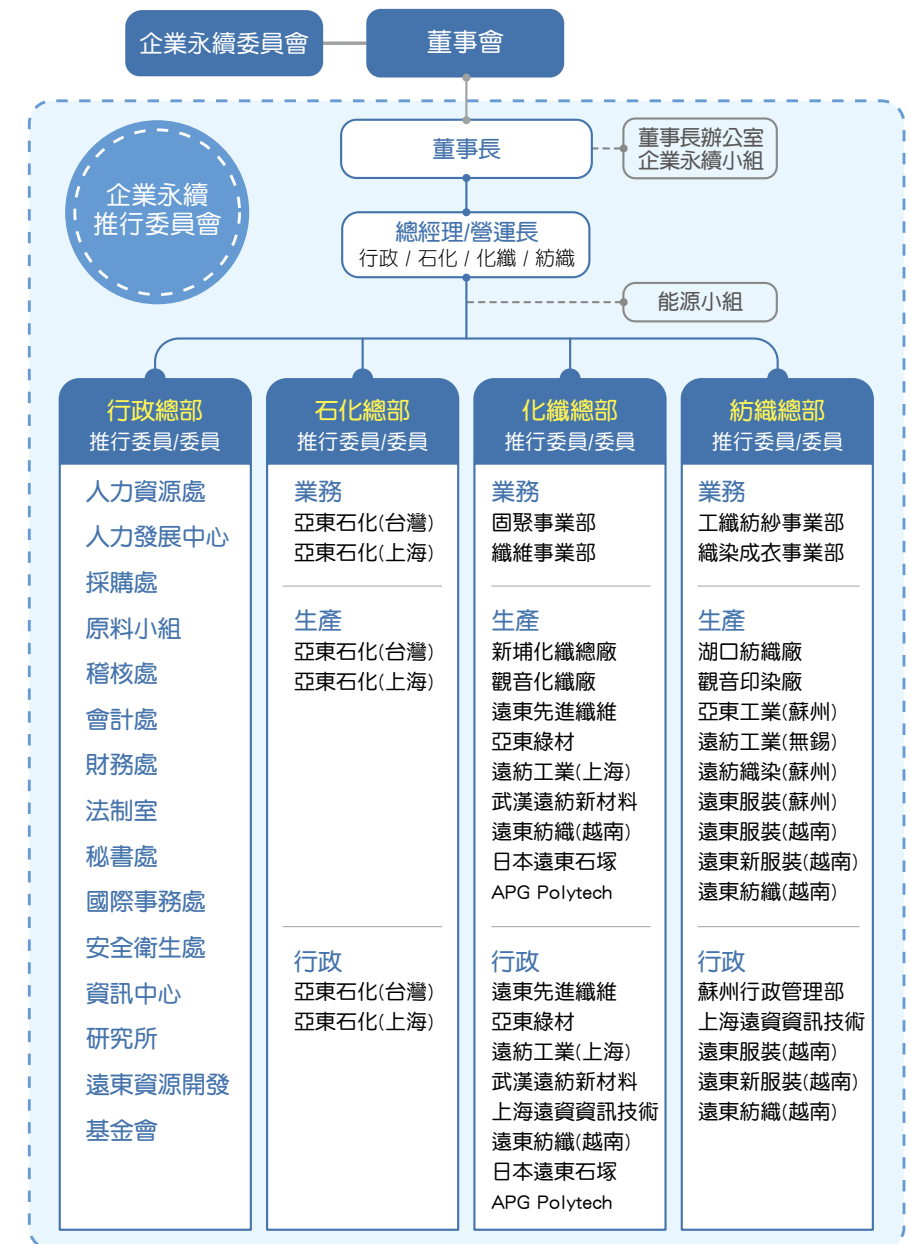 企業永續委員會
董事會
企業永續
推行委員會
董事長
董事長辦公室
企業永續小組
總經理/營運長
行政 / 石化 / 化纖 / 紡織
能源小組
行政總部
推行委員/委員
人力資源處
人力發展中心
採購處
原料小組
稽核處
會計處
財務處
法制室
秘書處
國際事務處
安全衛生處
資訊中心
研究所
遠東資源開發
基金會
石化總部
推行委員/委員
業務
亞東石化(台灣)
亞東石化(上海)
生產
亞東石化(台灣)
亞東石化(上海)
行政
亞東石化(台灣)
亞東石化(上海)
化纖總部
推行委員/委員
業務
固聚事業部
纖維事業部
生產
新埔化纖總廠
觀音化纖廠
遠東先進纖維
亞東綠材
遠紡工業(上海)
武漢遠紡新材料
遠東紡織(越南)
日本遠東石塚
APG Polytech
行政
遠東先進纖維
亞東綠材
遠紡工業(上海)
武漢遠紡新材料
上海遠資資訊技術
遠東紡織(越南)
日本遠東石塚
APG Polytech
紡織總部
推行委員/委員
業務
工纖紡紗事業部
織染成衣事業部
生產
湖口紡織廠
觀音印染廠
亞東工業(蘇州)
遠紡工業(無錫)
遠紡織染(蘇州)
遠東服裝(蘇州)
遠東服裝(越南)
遠東新服裝(越南)
遠東紡織(越南)
行政
蘇州行政管理部
上海遠資資訊技術
遠東服裝(越南)
遠東新服裝(越南)
遠東紡織(越南)